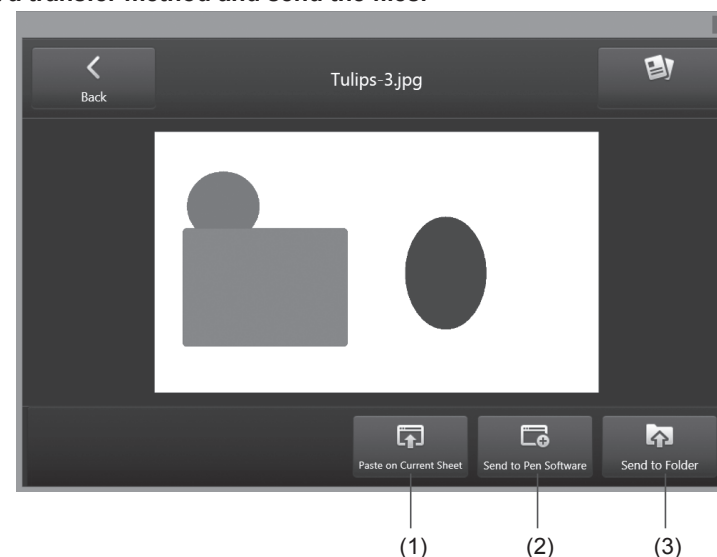 a transfer method and send the files.
Back
Tulips-3.jpg
Paste on Current Sheet
Send to Pen Software
Send to Folder
(1)
(2)
(3)